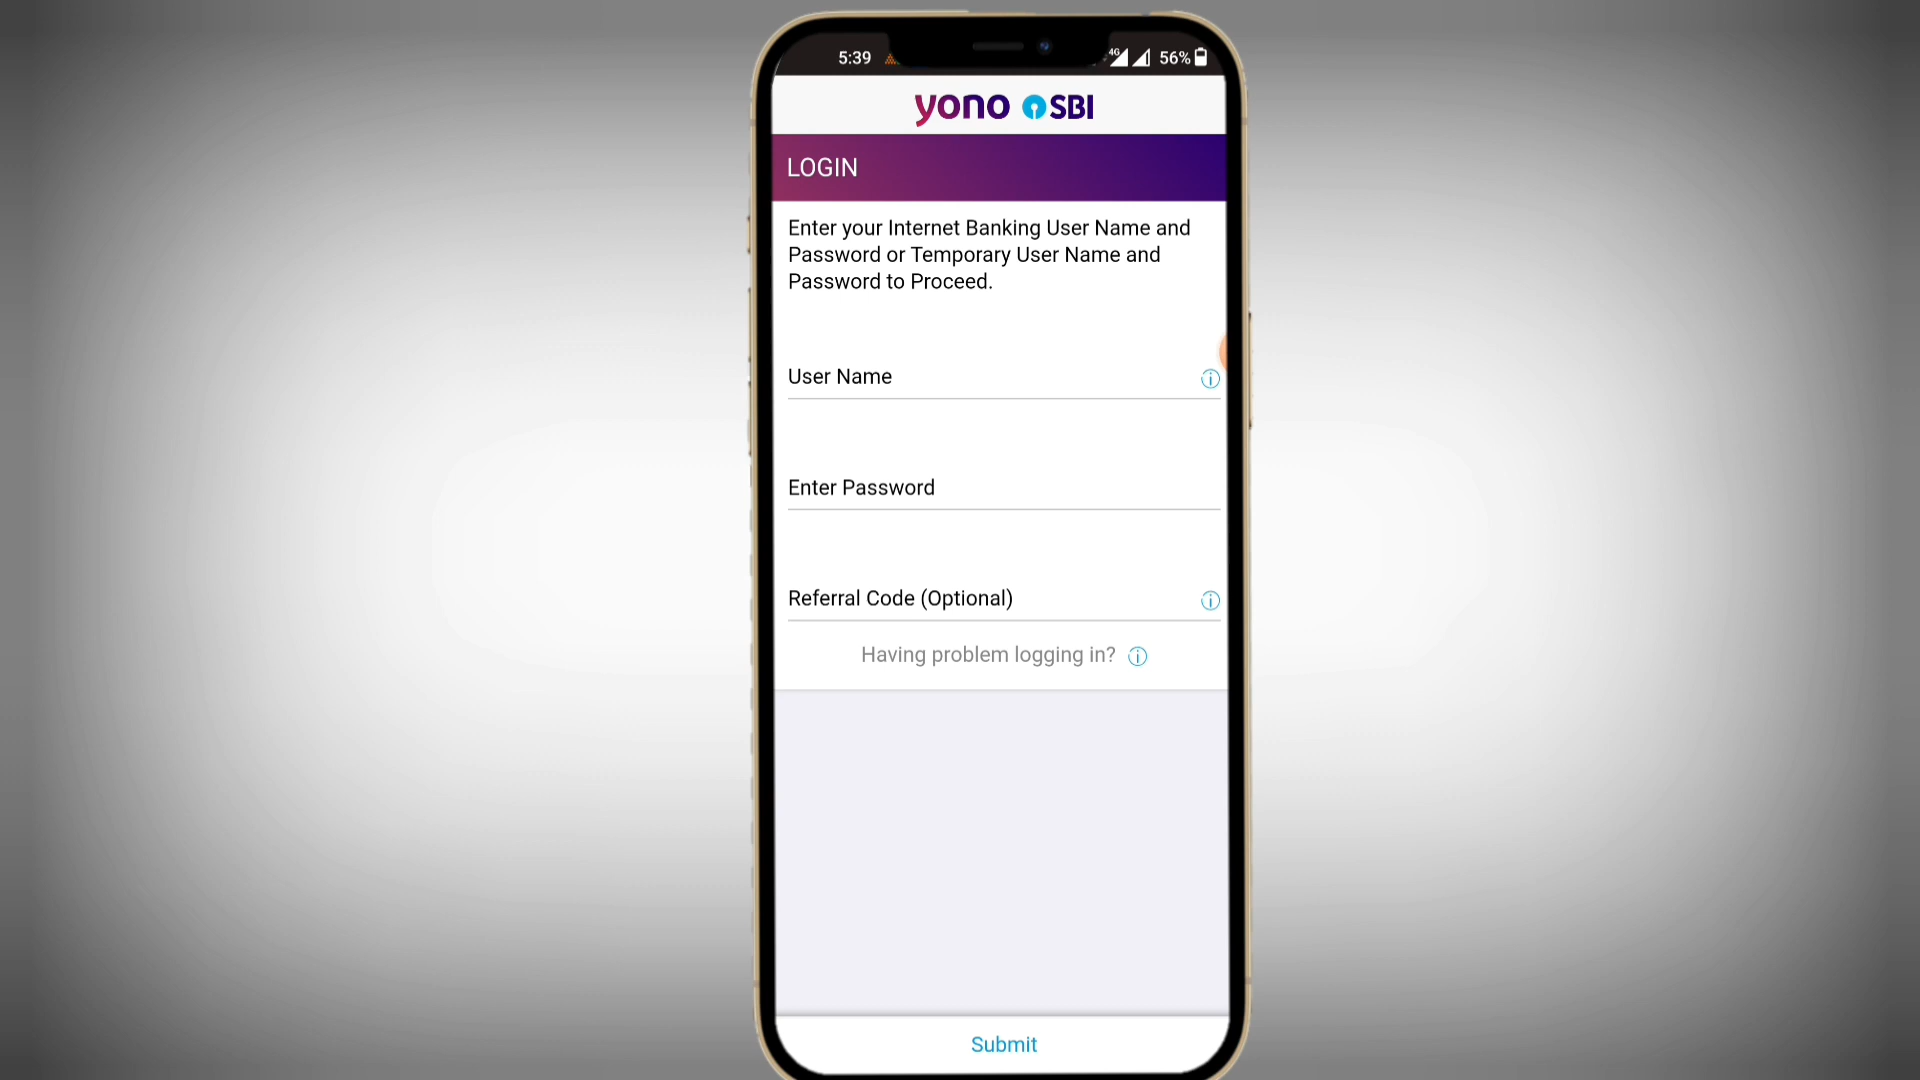 5:39 4G 56%
yono SBI
LOGIN
Enter your Internet Banking User Name and
Password or Temporary User Name and
Password to Proceed.
User Name
Enter Password
Referral Code (Optional)
Having problem logging in?
Submit